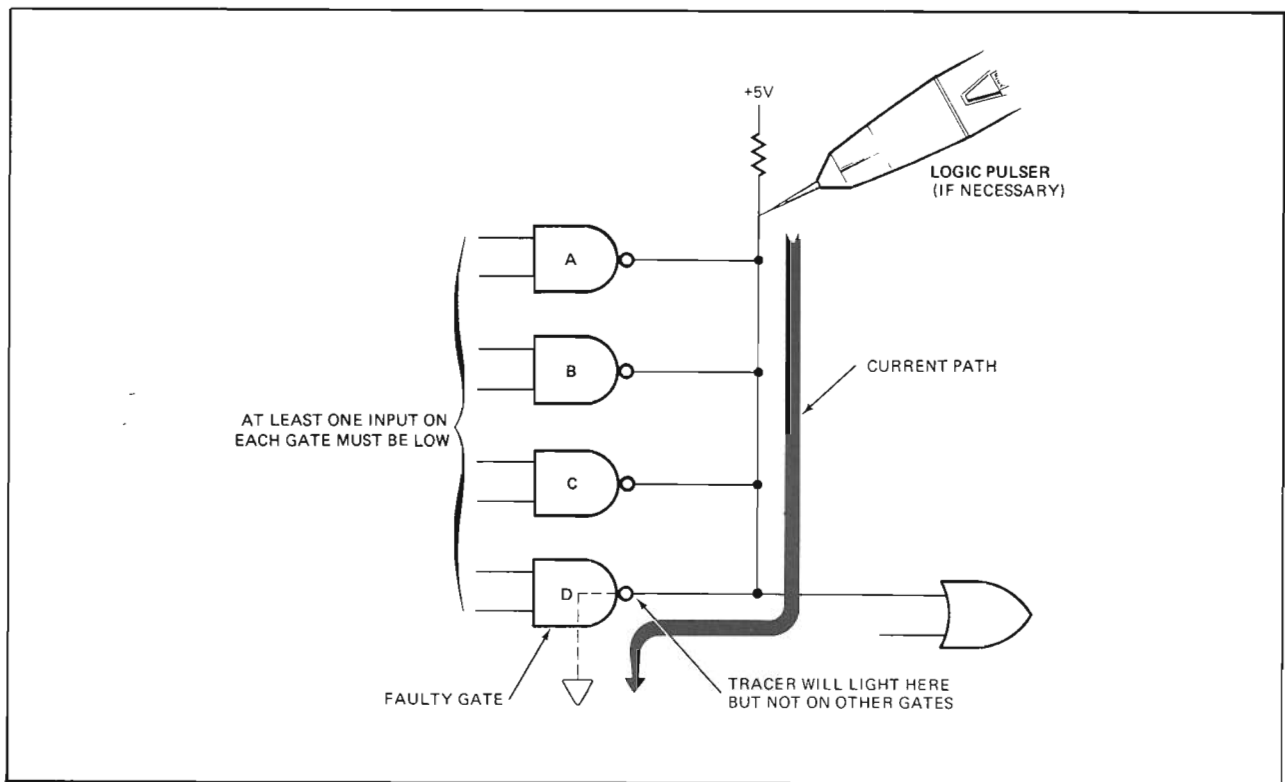 +5V
LOGIC PULSER
(IF NECESSARY)
A
B
CURRENT PATH
AT LEAST ONE INPUT ON
EACH GATE MUST BE LOW
C
D
FAULTY GATE
TRACER WILL LIGHT HERE
BUT NOT ON OTHER GATES